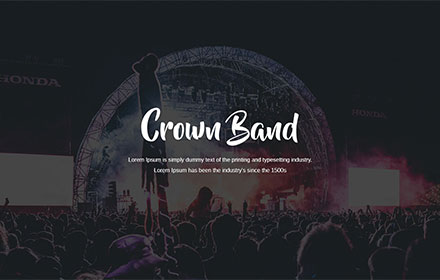 HONDA
HONDA
Crown Band
Lorem Ipsum is simply dummy text of the printing and typesetting industry.
Lorem Ipsum has been the industry's since the 1500s